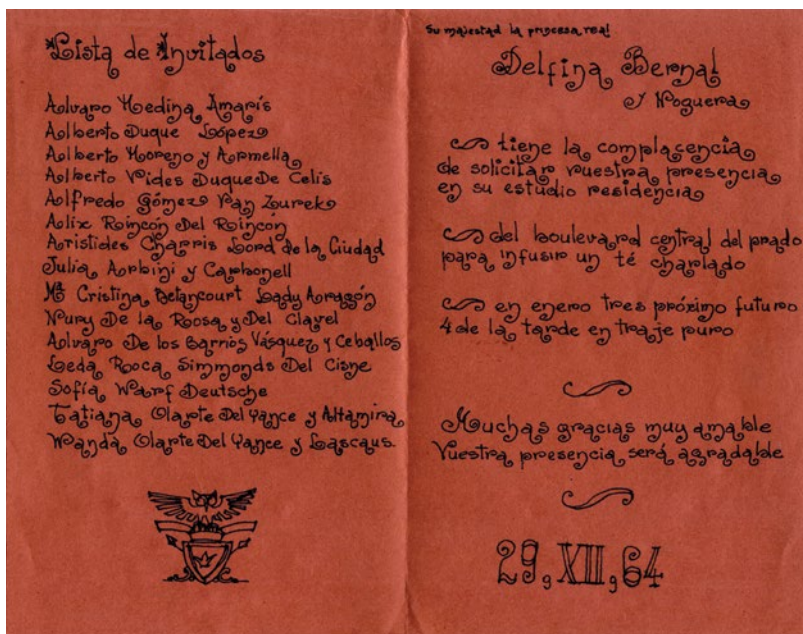 Lista de Invitados
Alvaro Medina Amarís
Alberto Duque López
Alberto Moreno y Armella
Alberto Vides Duque De Celis
Alfredo Gómez Van Zurek
Alix Rincón Del Rincón
Aristides Charris Lord de la Ciudad
Julia Arbini y Carbonell
Mª Cristina Betancourt Lady Aragón
Nury De la Rosa y Del Clavel
Alvaro De los Barrios Vásquez y Ceballos
Leda Roca Simmonds Del Cisne
Sofía Warf Deutsche
Tatiana Olarte Del Yance y Altamira
Wanda Olarte Del Yance y Lascaus
su majestad la princesa real
Delfina Bernal
y Noguera
tiene la complacencia
de solicitar vuestra presencia
en su estudio residencia
del boulevard central del prado
para infusir un té charlado
en enero tres próximo futuro
4 de la tarde en traje puro
Muchas gracias muy amable
Vuestra presencia será agradable
29, XII, 64